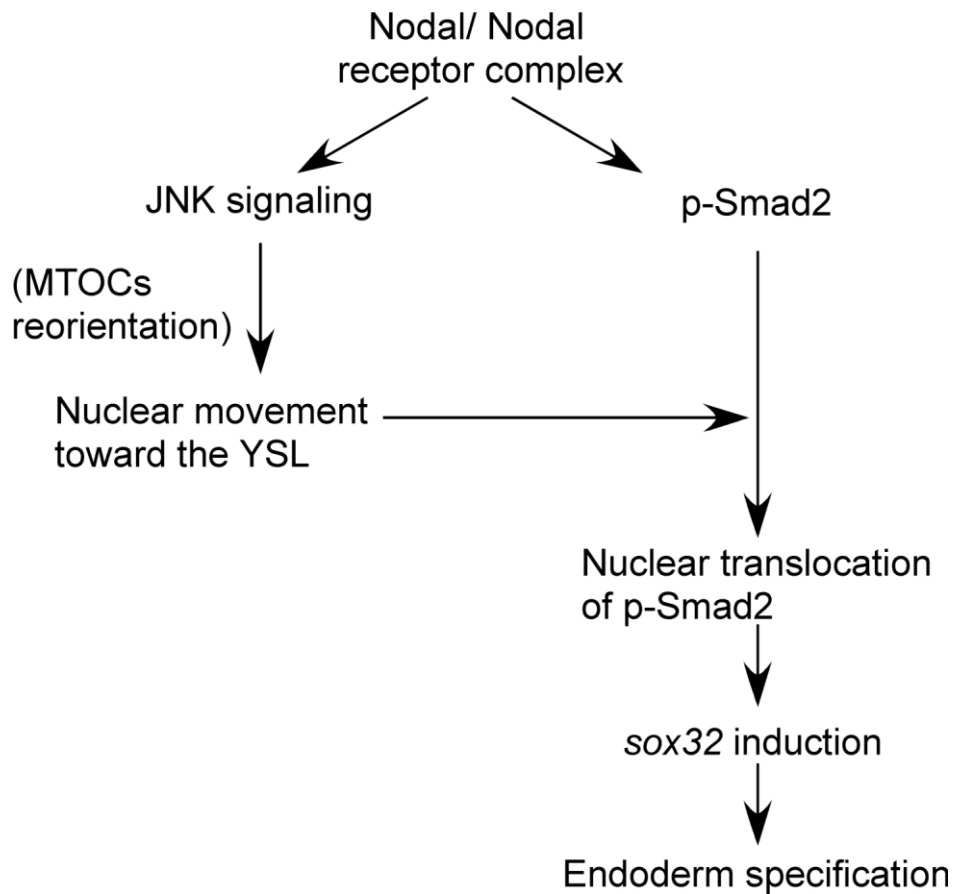 Nodal/ Nodal
receptor complex
JNK signaling
p-Smad2
(MTOCs
reorientation)
Nuclear movement
toward the YSL
Nuclear translocation
of p-Smad2
sox32 induction
Endoderm specification